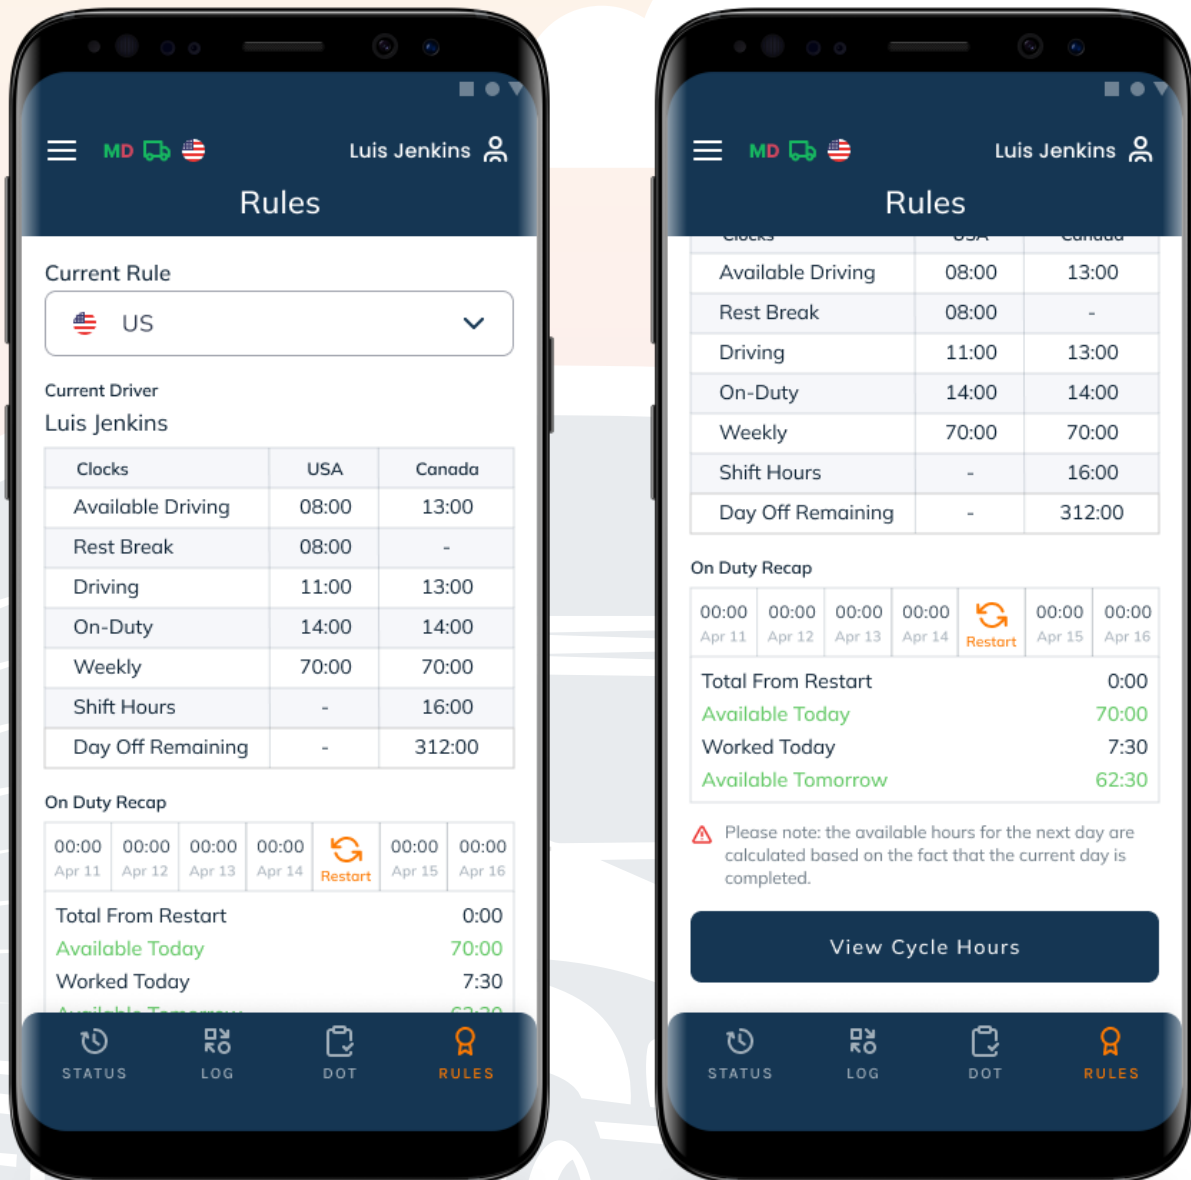 MD
Luis Jenkins
Rules
Current Rule
US
Current Driver
Luis Jenkins
Clocks USA Canada
Available Driving 08:00 13:00
Rest Break 08:00 -
Driving 11:00 13:00
On-Duty 14:00 14:00
Weekly 70:00 70:00
Shift Hours - 16:00
Day Off Remaining - 312:00
On Duty Recap
00:00 00:00 00:00 00:00 00:00 00:00
Apr 11 Apr 12 Apr 13 Apr 14 Restart Apr 15 Apr 16
Total From Restart 0:00
Available Today 70:00
Worked Today 7:30
Available Tomorrow 62:30
STATUS LOG DOT RULES
MD
Luis Jenkins
Rules
Clocks USA Canada
Available Driving 08:00 13:00
Rest Break 08:00 -
Driving 11:00 13:00
On-Duty 14:00 14:00
Weekly 70:00 70:00
Shift Hours - 16:00
Day Off Remaining - 312:00
On Duty Recap
00:00 00:00 00:00 00:00 00:00 00:00
Apr 11 Apr 12 Apr 13 Apr 14 Restart Apr 15 Apr 16
Total From Restart 0:00
Available Today 70:00
Worked Today 7:30
Available Tomorrow 62:30
Please note: the available hours for the next day are
calculated based on the fact that the current day is
completed.
View Cycle Hours
STATUS LOG DOT RULES